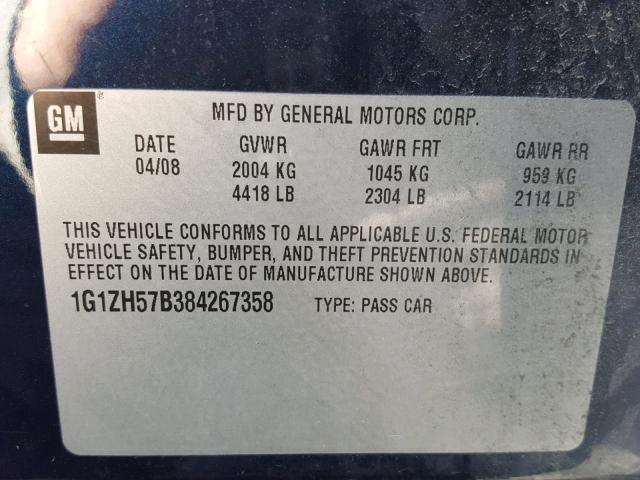 GM
MFD BY GENERAL MOTORS CORP.
DATE GVWR GAWR FRT GAWR RR
04/08 2004 KG 1045 KG 959 KG
4418 LB 2304 LB 2114 LB
THIS VEHICLE CONFORMS TO ALL APPLICABLE U.S. FEDERAL MOTOR
VEHICLE SAFETY, BUMPER, AND THEFT PREVENTION STANDARDS IN
EFFECT ON THE DATE OF MANUFACTURE SHOWN ABOVE.
1G1ZH57B384267358 TYPE: PASS CAR